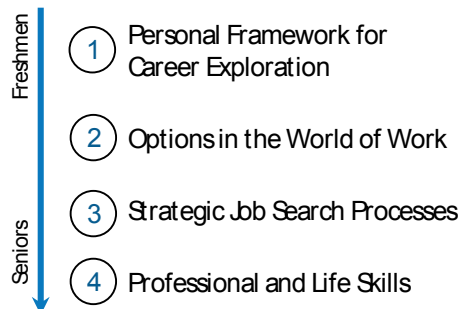 Freshmen
1 Personal Framework for
Career Exploration
2 Options in the World of Work
3 Strategic Job Search Processes
Seniors
4 Professional and Life Skills